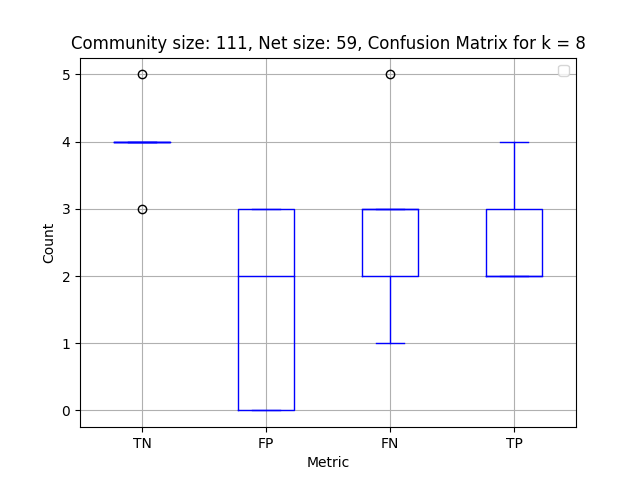 Community size: 111, Net size: 59, Confusion Matrix for k = 8
5
4
3
2
1
0
Count
TN FP FN TP
Metric